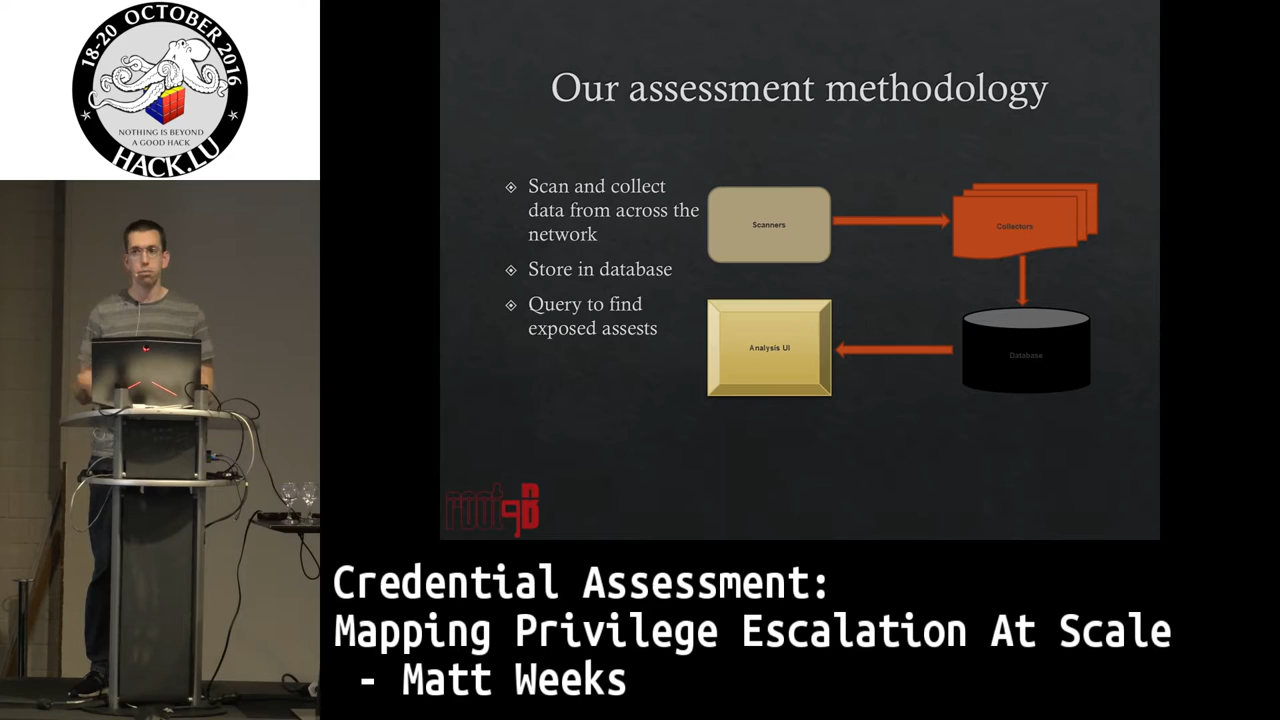 18-20 OCTOBER 2016
NOTHING IS BEYOND
A GOOD HACK
HACK.LU
Our assessment methodology
Scan and collect
data from across the
network
Store in database
Query to find
exposed assests
Scanners
Collectors
Analysis UI
Database
root9B
Credential Assessment:
Mapping Privilege Escalation At Scale
- Matt Weeks